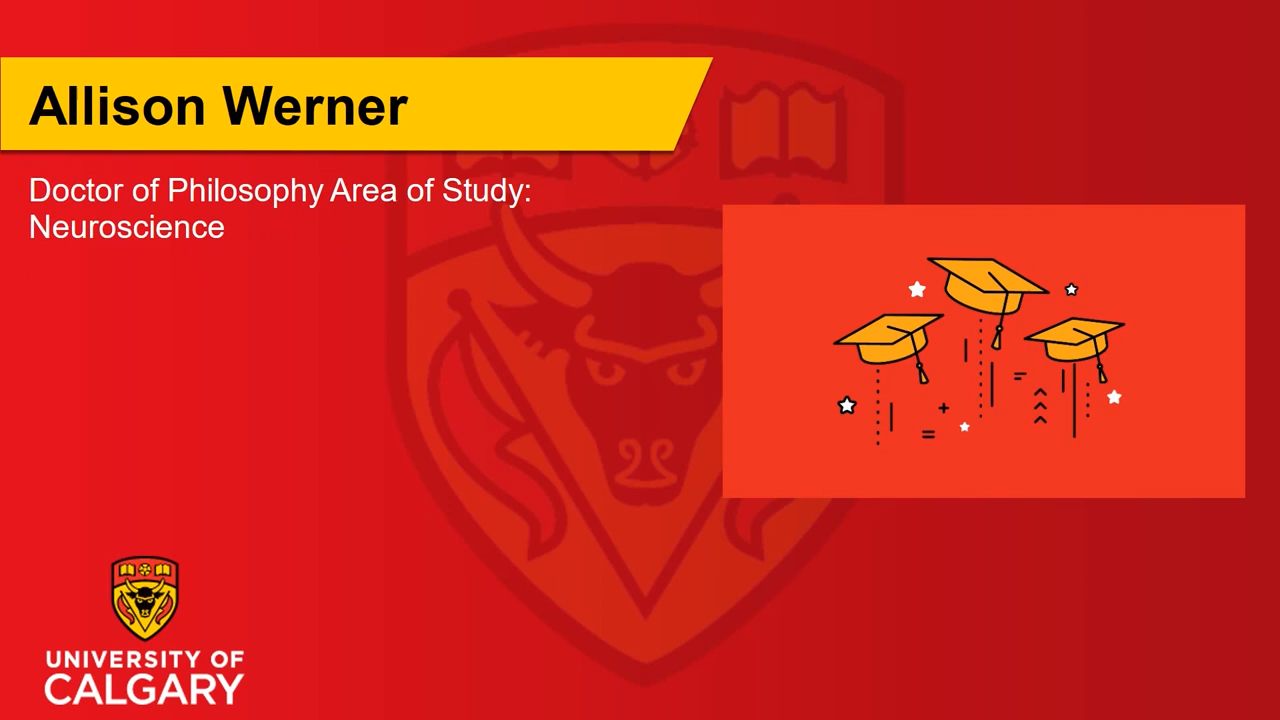 Allison Werner
Doctor of Philosophy Area of Study:
Neuroscience
UNIVERSITY OF
CALGARY